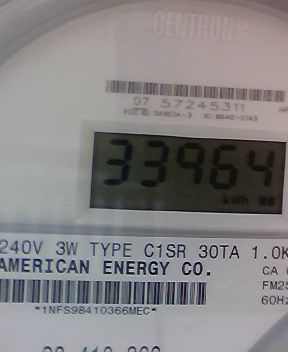 CENTRON®
07 57245311
33964
kWh
240V 3W TYPE C1SR 30TA 1.0K
AMERICAN ENERGY CO.
CA
FM2S
60Hz
*1NFS98410366MEC*